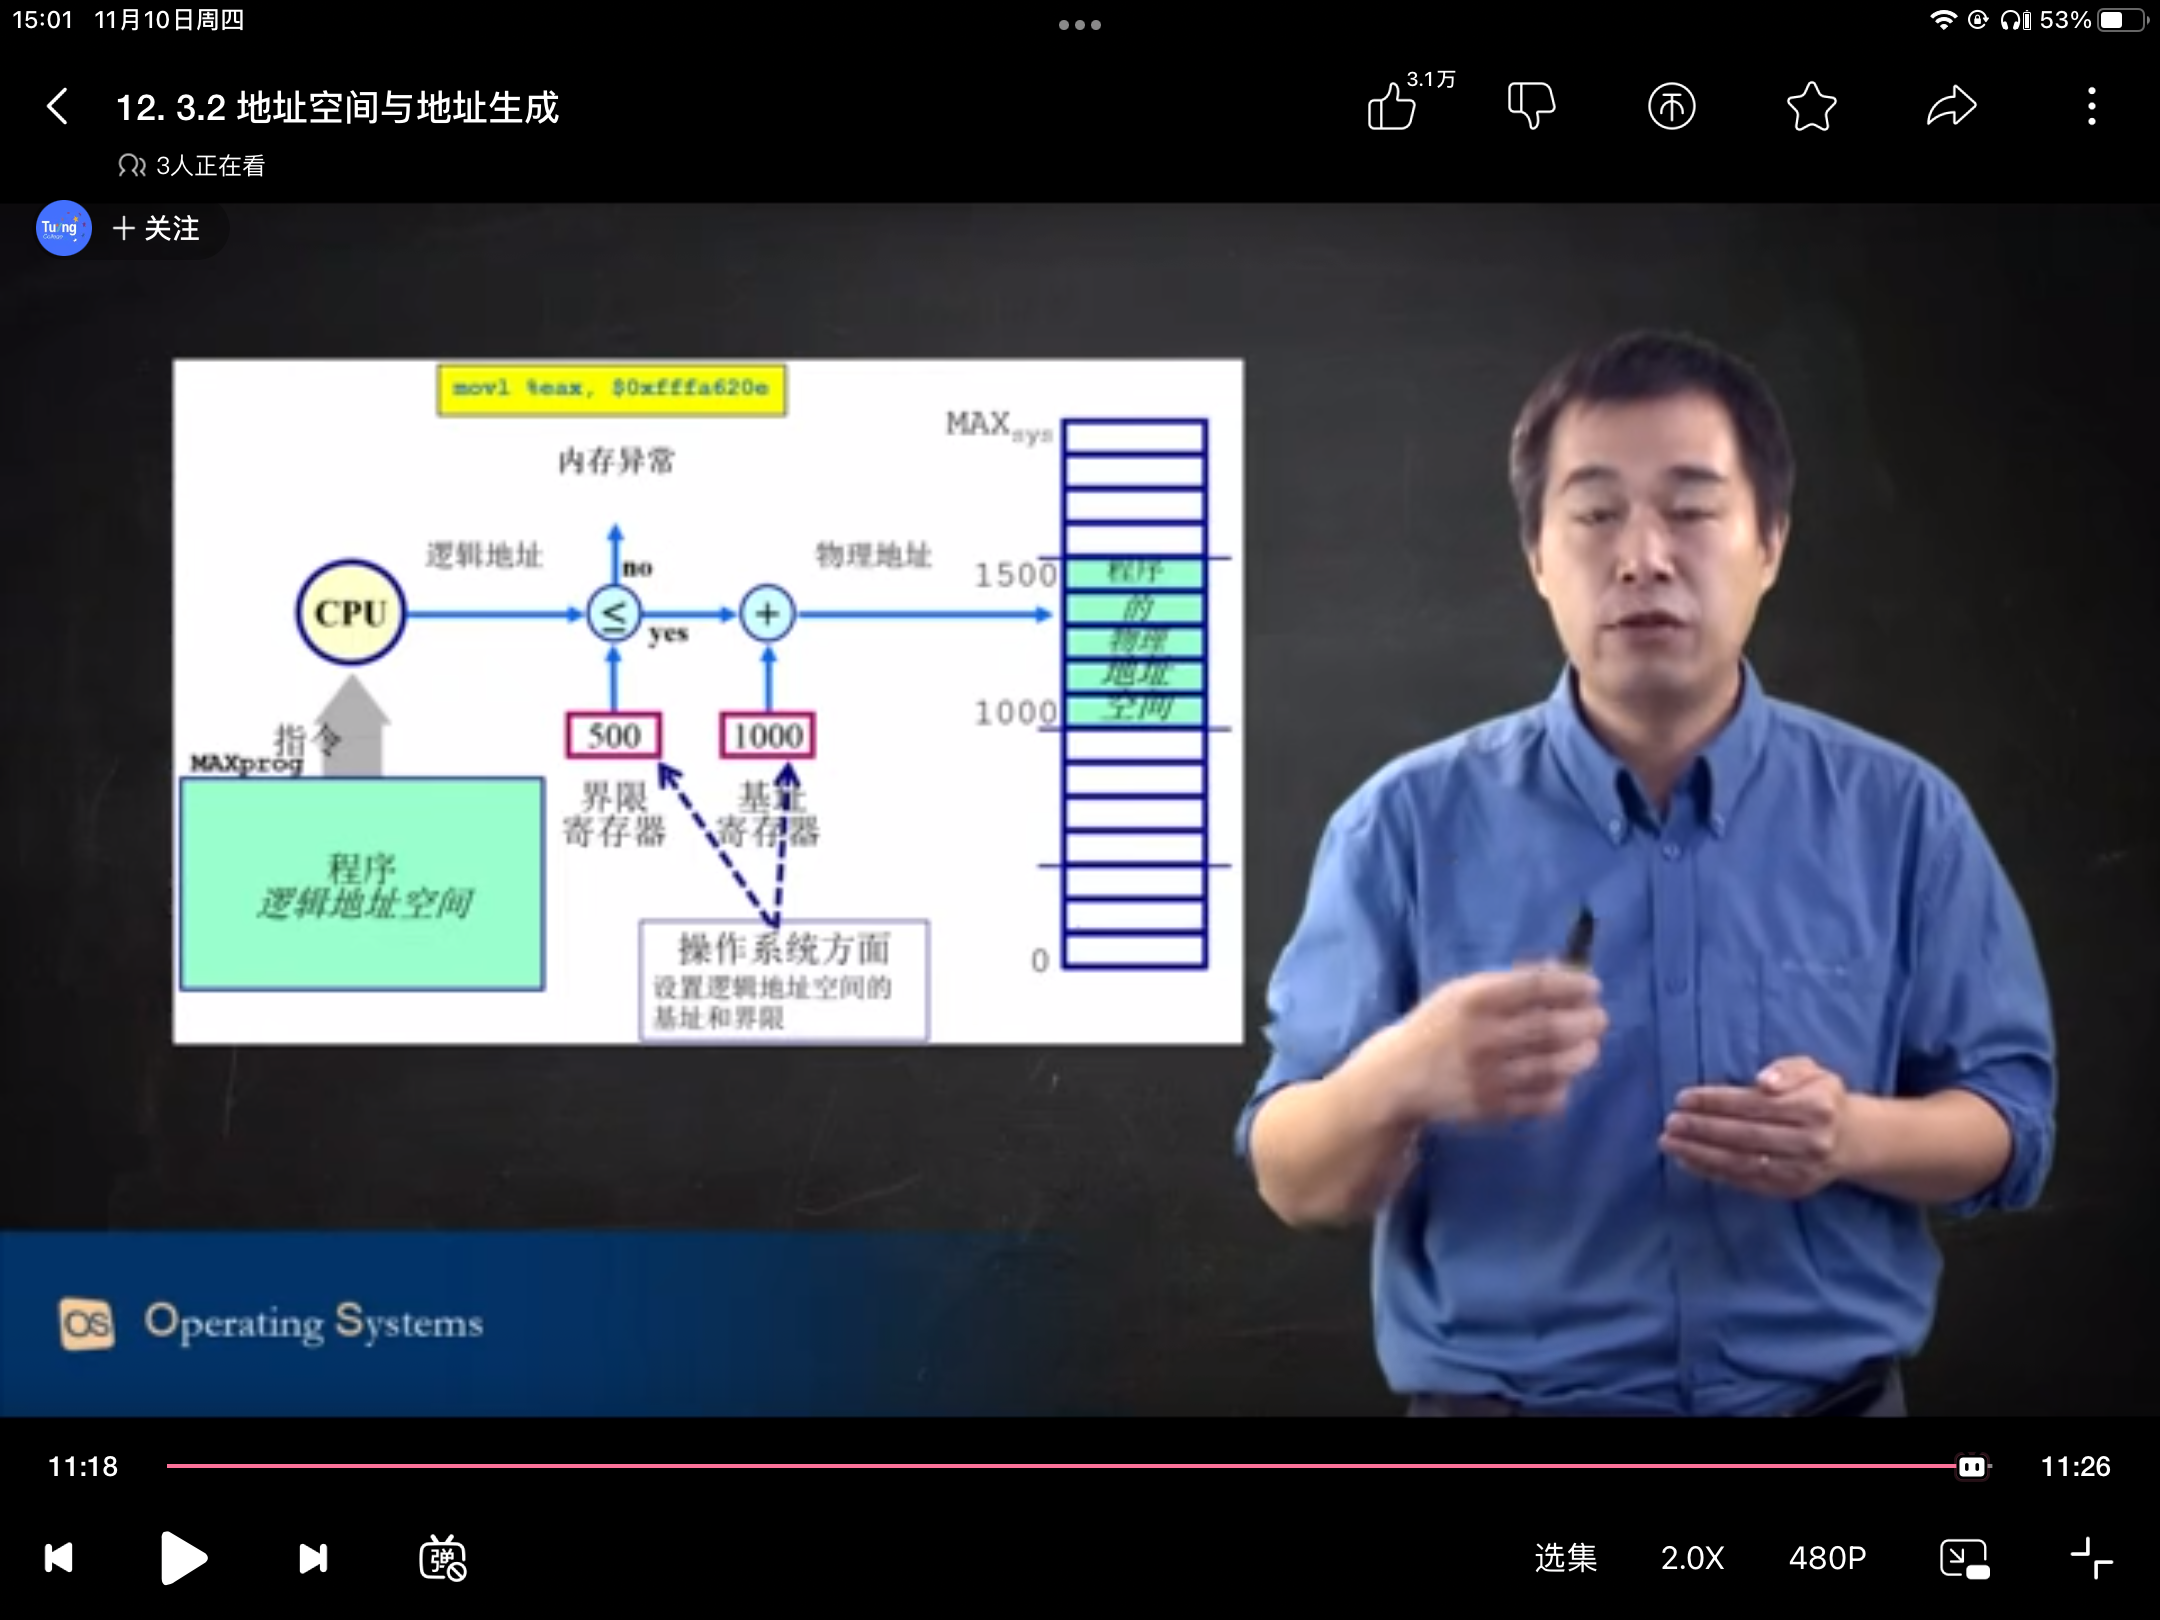 15:01 11月10日周四
53%
12. 3.2 地址空间与地址生成
3.1万
3人正在看
Turing
College
+ 关注
movl %eax, $0xfffa620e
内存异常
MAXsys
逻辑地址
no
物理地址
1500
程序
CPU
≤
+
的
yes
物理
地址
1000
空间
指令
500
1000
MAXprog
界限
寄存器
基址
寄存器
程序
逻辑地址空间
操作系统方面
设置逻辑地址空间的
基址和界限
0
OS Operating Systems
11:18
11:26
弹
选集
2.0X
480P